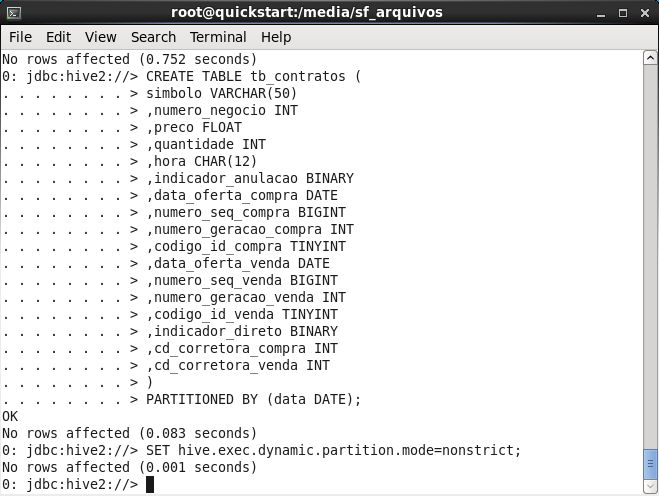 root@quickstart:/media/sf_arquivos
File Edit View Search Terminal Help
No rows affected (0.752 seconds)
0: jdbc:hive2://> CREATE TABLE tb_contratos (
. . . . . . . . > simbolo VARCHAR(50)
. . . . . . . . > ,numero_negocio INT
. . . . . . . . > ,preco FLOAT
. . . . . . . . > ,quantidade INT
. . . . . . . . > ,hora CHAR(12)
. . . . . . . . > ,indicador_anulacao BINARY
. . . . . . . . > ,data_oferta_compra DATE
. . . . . . . . > ,numero_seq_compra BIGINT
. . . . . . . . > ,numero_geracao_compra INT
. . . . . . . . > ,codigo_id_compra TINYINT
. . . . . . . . > ,data_oferta_venda DATE
. . . . . . . . > ,numero_seq_venda BIGINT
. . . . . . . . > ,numero_geracao_venda INT
. . . . . . . . > ,codigo_id_venda TINYINT
. . . . . . . . > ,indicador_direto BINARY
. . . . . . . . > ,cd_corretora_compra INT
. . . . . . . . > ,cd_corretora_venda INT
. . . . . . . . > )
. . . . . . . . > PARTITIONED BY (data DATE);
OK
No rows affected (0.083 seconds)
0: jdbc:hive2://> SET hive.exec.dynamic.partition.mode=nonstrict;
No rows affected (0.001 seconds)
0: jdbc:hive2://>